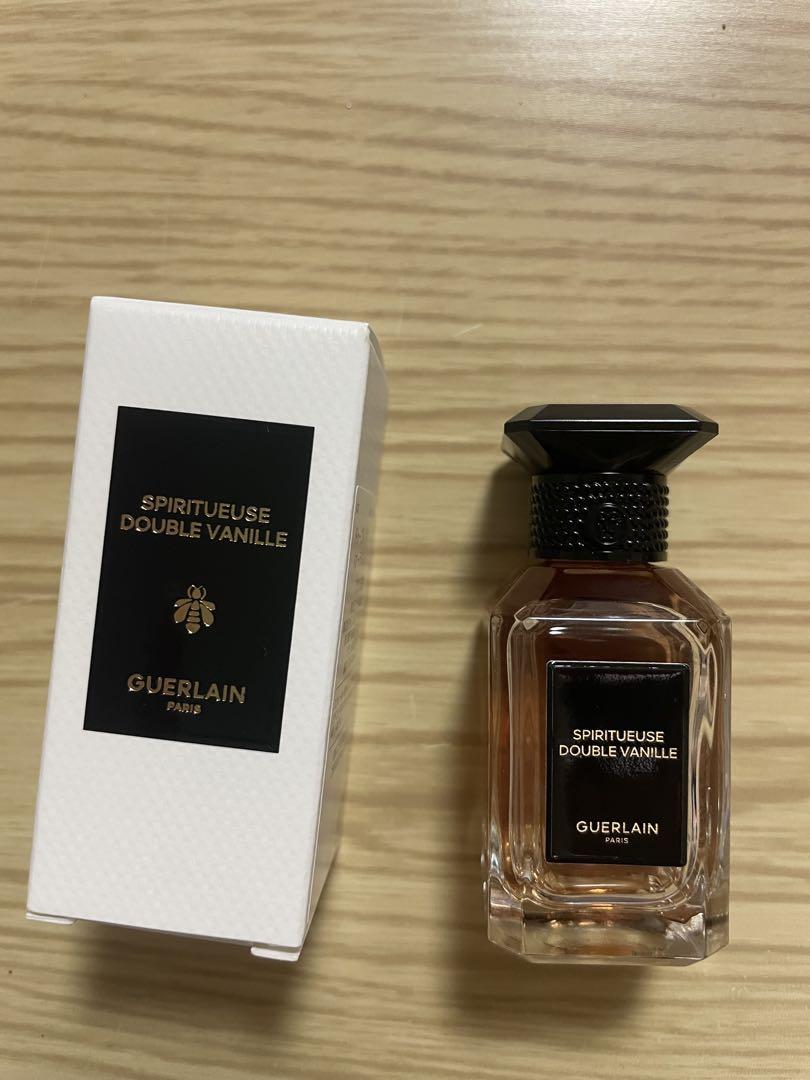 SPIRITUEUSE
DOUBLE VANILLE
GUERLAIN
PARIS
SPIRITUEUSE
DOUBLE VANILLE
GUERLAIN
PARIS